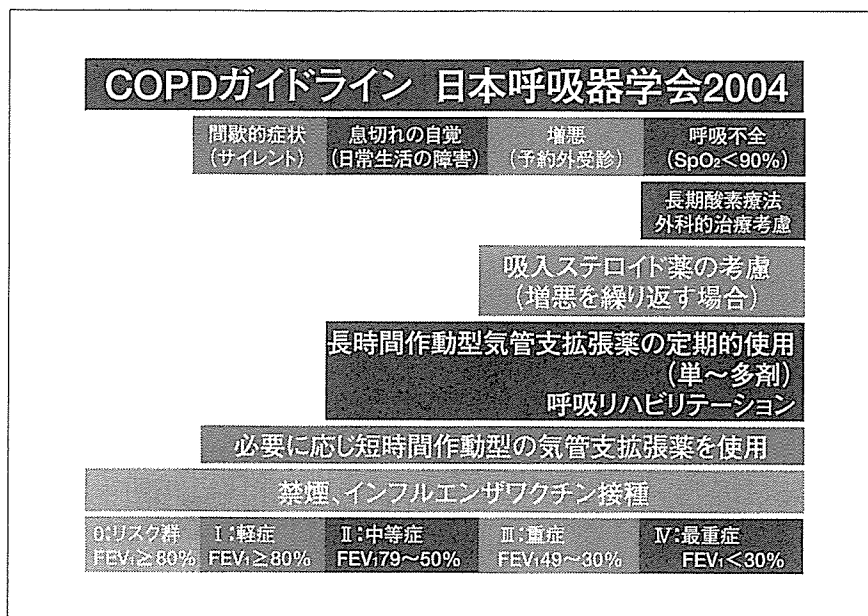 COPDガイドライン 日本呼吸器学会2004
間歇的症状
(サイレント)
息切れの自覚
(日常生活の障害)
増悪
(予約外受診)
呼吸不全
(SpO₂<90%)
長期酸素療法
外科的治療考慮
吸入ステロイド薬の考慮
(増悪を繰り返す場合)
長時間作動型気管支拡張薬の定期的使用
(単〜多剤)
呼吸リハビリテーション
必要に応じ短時間作動型の気管支拡張薬を使用
禁煙、インフルエンザワクチン接種
0:リスク群
FEV₁≧80%
Ⅰ:軽症
FEV₁≧80%
Ⅱ:中等症
FEV₁79〜50%
Ⅲ:重症
FEV₁49〜30%
Ⅳ:最重症
FEV₁<30%